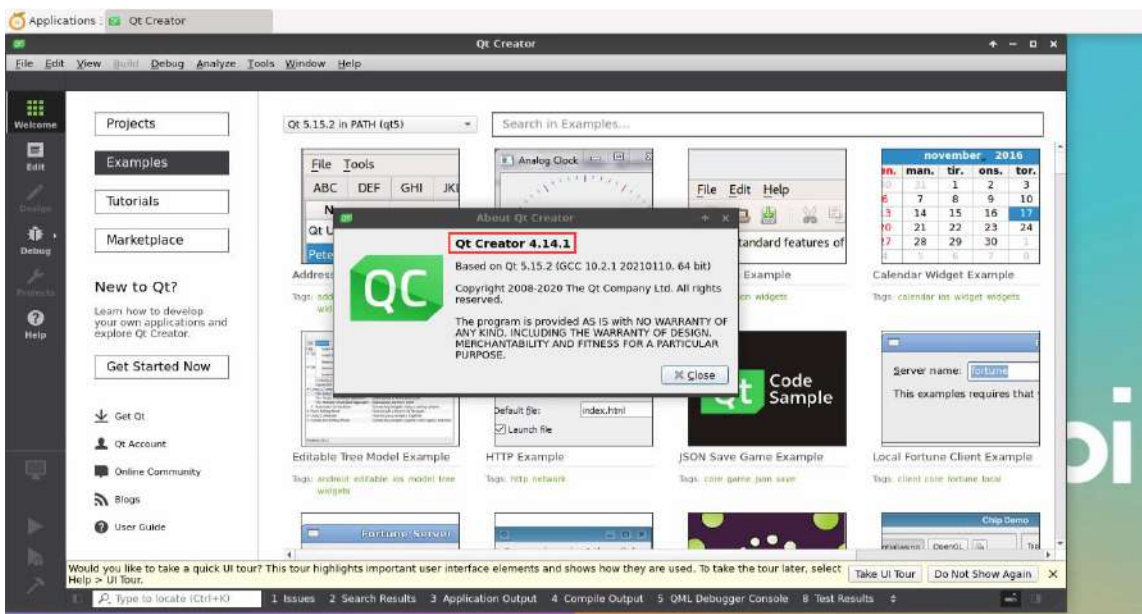 Applications
Qt Creator
Qt Creator
File Edit View Build Debug Analyze Tools Window Help
Welcome
Edit
Design
Debug
Projects
Help
Projects
Examples
Tutorials
Marketplace
New to Qt?
Learn how to develop
your own applications and
explore Qt Creator.
Get Started Now
Get Qt
Qt Account
Online Community
Blogs
User Guide
Qt 5.15.2 in PATH (qt5)
Search in Examples...
File Tools
ABC DEF GHI
Analog Clock
File Edit Help
tandard features of
november 2016
man. tir. ons. tor.
31 1 2 3
7 8 9 10
14 15 16 17
21 22 23 24
28 29 30 1
5 6 7 8
About Qt Creator
Qt Creator 4.14.1
Based on Qt 5.15.2 (GCC 10.2.1 20210110, 64 bit)
Copyright 2008-2020 The Qt Company Ltd. All rights
reserved.
The program is provided AS IS with NO WARRANTY OF
ANY KIND, INCLUDING THE WARRANTY OF DESIGN,
MERCHANTABILITY AND FITNESS FOR A PARTICULAR
PURPOSE.
Close
Address
Example
Calendar Widget Example
Tags: calendar ios widget widgets
Default file: index.html
Launch file
Qt Code
Sample
Server name: fortune
This examples requires that
Editable Tree Model Example
Tags: android editable ios model tree
widgets
HTTP Example
Tags: http network
JSON Save Game Example
Tags: core game json save
Local Fortune Client Example
Tags: client core fortune local
Fortune Server
Chip Demo
OpenGL
Would you like to take a quick UI tour? This tour highlights important user interface elements and shows how they are used. To take the tour later, select
Help > UI Tour.
Take UI Tour
Do Not Show Again
Type to locate (Ctrl+K)
1 Issues 2 Search Results 3 Application Output 4 Compile Output 5 QML Debugger Console 8 Test Results
pi